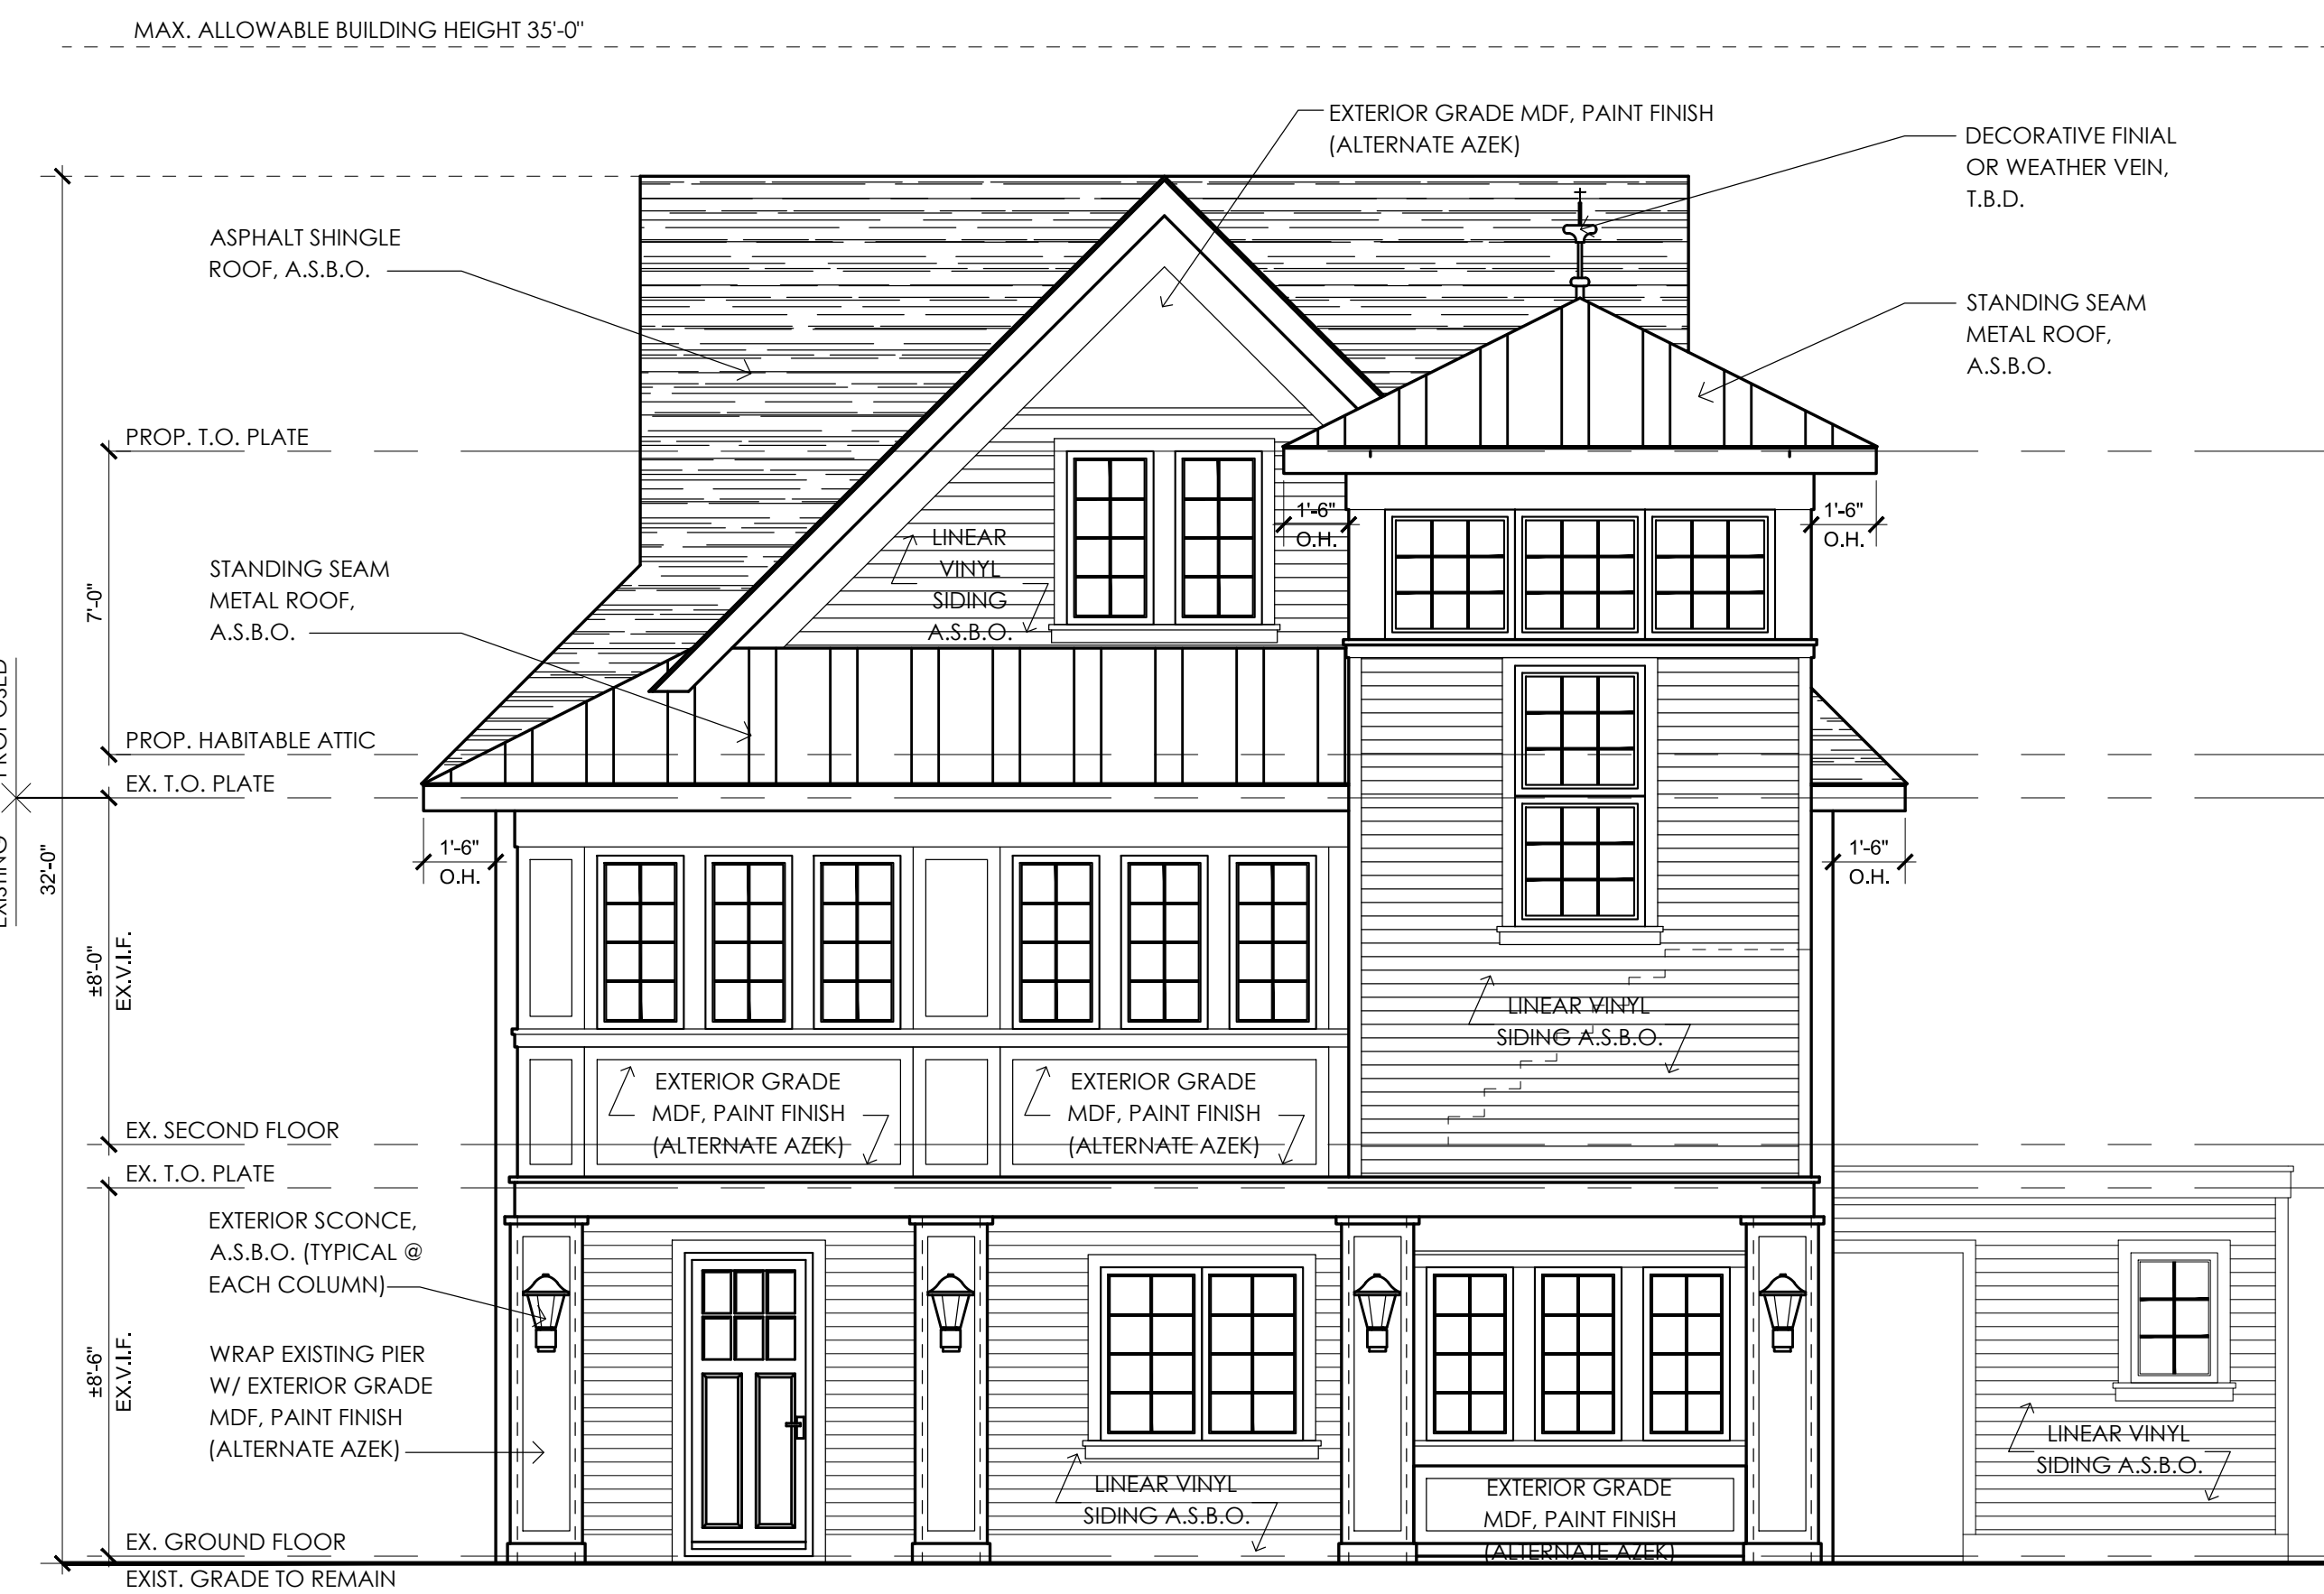 MAX. ALLOWABLE BUILDING HEIGHT 35'-0"
EXTERIOR GRADE MDF, PAINT FINISH
(ALTERNATE AZEK)
DECORATIVE FINIAL
OR WEATHER VEIN,
T.B.D.
ASPHALT SHINGLE
ROOF, A.S.B.O.
STANDING SEAM
METAL ROOF,
A.S.B.O.
PROP. T.O. PLATE
1'-6"
O.H.
1'-6"
O.H.
LINEAR
VINYL
SIDING
A.S.B.O.
STANDING SEAM
METAL ROOF,
A.S.B.O.
7'-0"
PROPOSED
PROP. HABITABLE ATTIC
EX. T.O. PLATE
EXISTING
32'-0"
1'-6"
O.H.
1'-6"
O.H.
±8'-0"
EX.V.I.F.
LINEAR VINYL
SIDING A.S.B.O.
EXTERIOR GRADE
MDF, PAINT FINISH
(ALTERNATE AZEK)
EXTERIOR GRADE
MDF, PAINT FINISH
(ALTERNATE AZEK)
EX. SECOND FLOOR
EX. T.O. PLATE
EXTERIOR SCONCE,
A.S.B.O. (TYPICAL @
EACH COLUMN)
WRAP EXISTING PIER
W/ EXTERIOR GRADE
MDF, PAINT FINISH
(ALTERNATE AZEK)
±8'-6"
EX.V.I.F.
LINEAR VINYL
SIDING A.S.B.O.
EXTERIOR GRADE
MDF, PAINT FINISH
(ALTERNATE AZEK)
LINEAR VINYL
SIDING A.S.B.O.
EX. GROUND FLOOR
EXIST. GRADE TO REMAIN